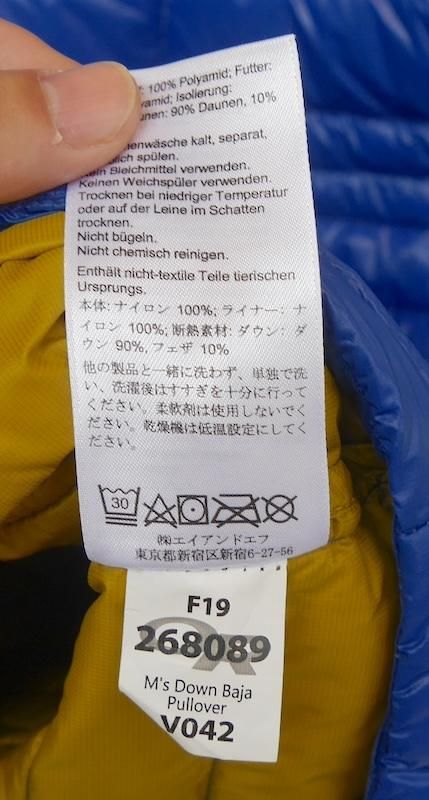 100% Polyamid; Futter:
Isolierung:
90% Daunen, 10%
kalt, separat,
spülen.
Kein Bleichmittel verwenden.
Keinen Weichspüler verwenden.
Trocknen bei niedriger Temperatur
oder auf der Leine im Schatten
trocknen.
Nicht bügeln.
Nicht chemisch reinigen.
Enthält nicht-textile Teile tierischen
Ursprungs.
本体: ナイロン 100%; ライナー: ナ
イロン 100%; 断熱素材: ダウン: ダ
ウン 90%, フェザ 10%
他の製品と一緒に洗わず、単独で洗
い、洗濯後はすすぎを十分に行って
ください。柔軟剤は使用しないでく
ださい。乾燥機は低温設定にしてく
ださい。
30
㈱エイアンドエフ
東京都新宿区新宿6-27-56
F19
268089
M's Down Baja
Pullover
V042